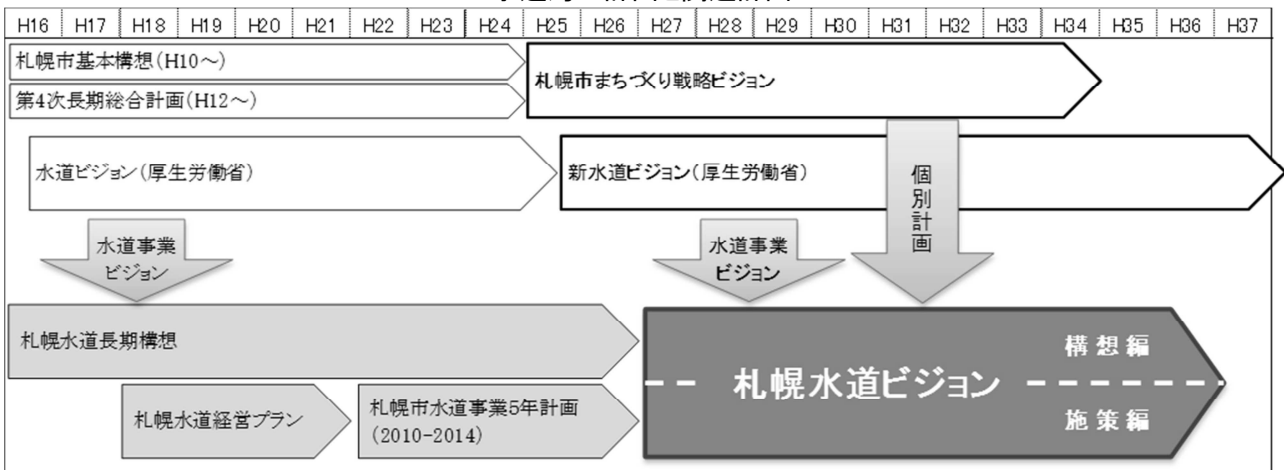 H16 H17 H18 H19 H20 H21 H22 H23 H24 H25 H26 H27 H28 H29 H30 H31 H32 H33 H34 H35 H36 H37
札幌市基本構想(H10～)
第4次長期総合計画(H12～)
札幌市まちづくり戦略ビジョン
水道ビジョン(厚生労働省)
新水道ビジョン(厚生労働省)
個別計画
水道事業
ビジョン
水道事業
ビジョン
札幌水道長期構想
札幌水道経営プラン
札幌市水道事業5年計画
(2010-2014)
構想編
札幌水道ビジョン
施策編